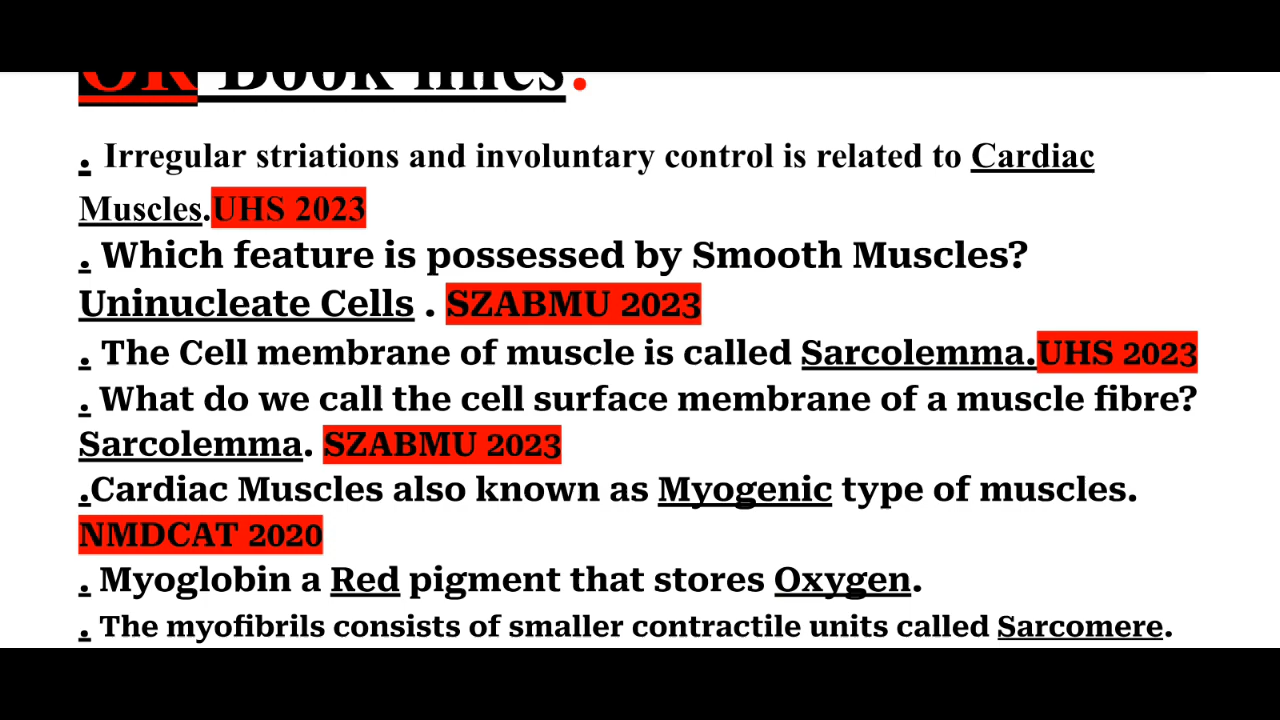 OR Book lines.
. Irregular striations and involuntary control is related to Cardiac
Muscles.UHS 2023
. Which feature is possessed by Smooth Muscles?
Uninucleate Cells . SZABMU 2023
. The Cell membrane of muscle is called Sarcolemma.UHS 2023
. What do we call the cell surface membrane of a muscle fibre?
Sarcolemma. SZABMU 2023
.Cardiac Muscles also known as Myogenic type of muscles.
NMDCAT 2020
. Myoglobin a Red pigment that stores Oxygen.
. The myofibrils consists of smaller contractile units called Sarcomere.